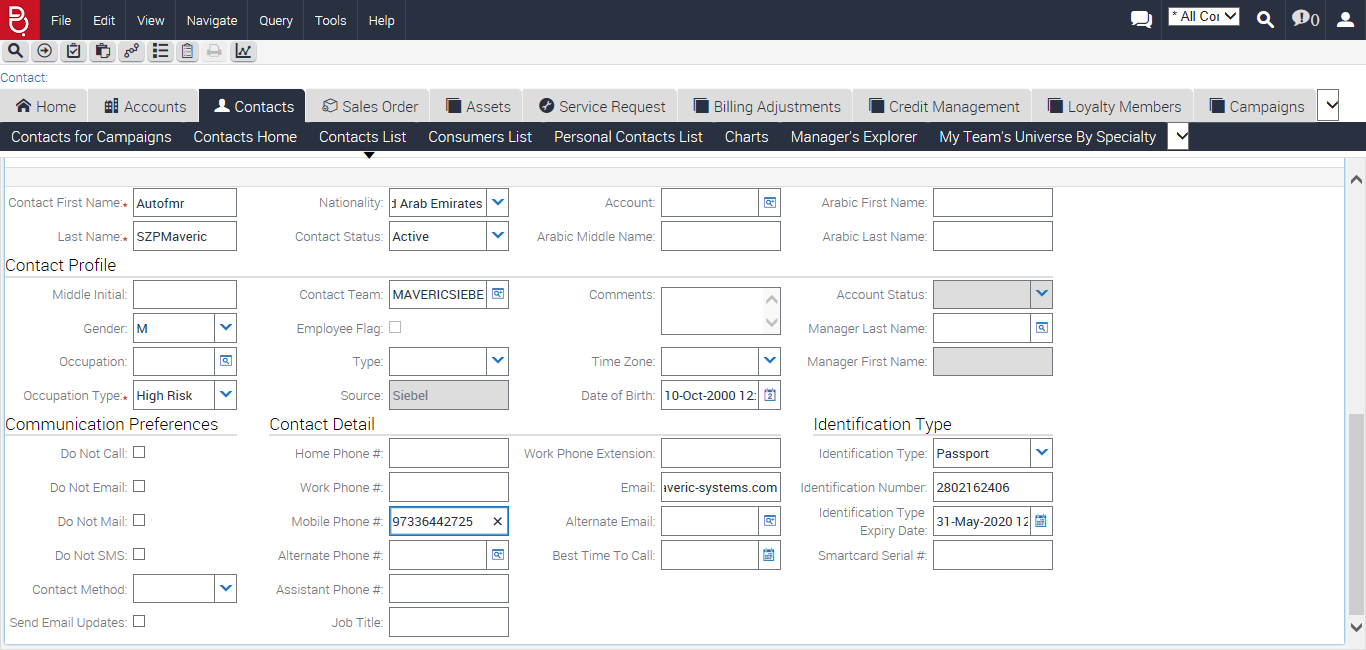 File Edit View Navigate Query Tools Help * All Cor 0
Contact:
Home Accounts Contacts Sales Order Assets Service Request Billing Adjustments Credit Management Loyalty Members Campaigns
Contacts for Campaigns Contacts Home Contacts List Consumers List Personal Contacts List Charts Manager's Explorer My Team's Universe By Specialty
Contact First Name:* Autofmr Nationality: d Arab Emirates Account: Arabic First Name:
Last Name:* SZPMaveric Contact Status: Active Arabic Middle Name: Arabic Last Name:
Contact Profile
Middle Initial: Contact Team: MAVERICSIEBE Comments: Account Status:
Gender: M Employee Flag: Manager Last Name:
Occupation: Type: Time Zone: Manager First Name:
Occupation Type:* High Risk Source: Siebel Date of Birth: 10-Oct-2000 12:
Communication Preferences Contact Detail Identification Type
Do Not Call: Home Phone #: Work Phone Extension: Identification Type: Passport
Do Not Email: Work Phone #: Email: averic-systems.com Identification Number: 2802162406
Do Not Mail: Mobile Phone #: 97336442725 Alternate Email: Identification Type Expiry Date: 31-May-2020 12
Do Not SMS: Alternate Phone #: Best Time To Call: Smartcard Serial #:
Contact Method: Assistant Phone #:
Send Email Updates: Job Title: